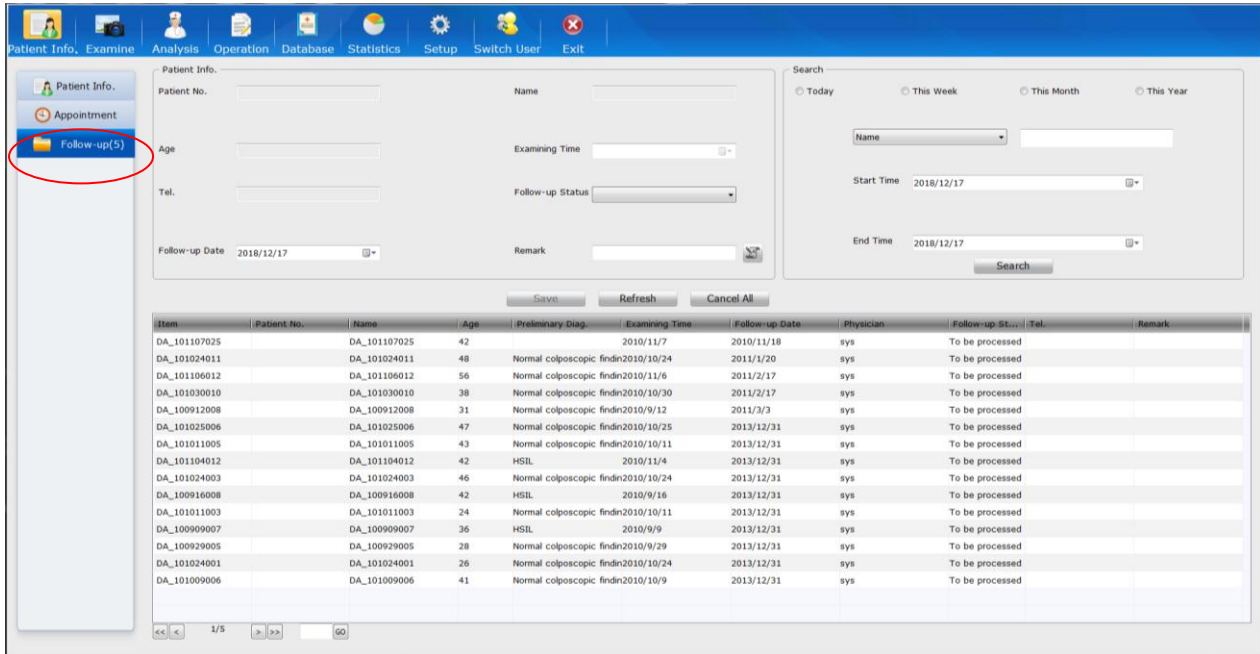 Patient Info. Examine Analysis Operation Database Statistics Setup Switch User Exit
Patient Info.
Appointment
Follow-up(5)
Patient Info.
Patient No. Name
Age Examining Time
Tel. Follow-up Status
Follow-up Date 2018/12/17 Remark
Search
Today This Week This Month This Year
Name
Start Time 2018/12/17
End Time 2018/12/17
Search
Save Refresh Cancel All
Item Patient No. Name Age Preliminary Diag. Examining Time Follow-up Date Physician Follow-up St... Tel. Remark
DA_101107025 DA_101107025 42 2010/11/7 2010/11/18 sys To be processed
DA_101024011 DA_101024011 48 Normal colposcopic findin 2010/10/24 2011/1/20 sys To be processed
DA_101106012 DA_101106012 56 Normal colposcopic findin 2010/11/6 2011/2/17 sys To be processed
DA_101030010 DA_101030010 38 Normal colposcopic findin 2010/10/30 2011/2/17 sys To be processed
DA_100912008 DA_100912008 31 Normal colposcopic findin 2010/9/12 2011/3/3 sys To be processed
DA_101025006 DA_101025006 47 Normal colposcopic findin 2010/10/25 2013/12/31 sys To be processed
DA_101011005 DA_101011005 43 Normal colposcopic findin 2010/10/11 2013/12/31 sys To be processed
DA_101104012 DA_101104012 42 HSIL 2010/11/4 2013/12/31 sys To be processed
DA_101024003 DA_101024003 46 Normal colposcopic findin 2010/10/24 2013/12/31 sys To be processed
DA_100916008 DA_100916008 42 HSIL 2010/9/16 2013/12/31 sys To be processed
DA_101011003 DA_101011003 24 Normal colposcopic findin 2010/10/11 2013/12/31 sys To be processed
DA_100909007 DA_100909007 36 HSIL 2010/9/9 2013/12/31 sys To be processed
DA_100929005 DA_100929005 28 Normal colposcopic findin 2010/9/29 2013/12/31 sys To be processed
DA_101024001 DA_101024001 26 Normal colposcopic findin 2010/10/24 2013/12/31 sys To be processed
DA_101009006 DA_101009006 41 Normal colposcopic findin 2010/10/9 2013/12/31 sys To be processed
<< < 1/5 > >> GO